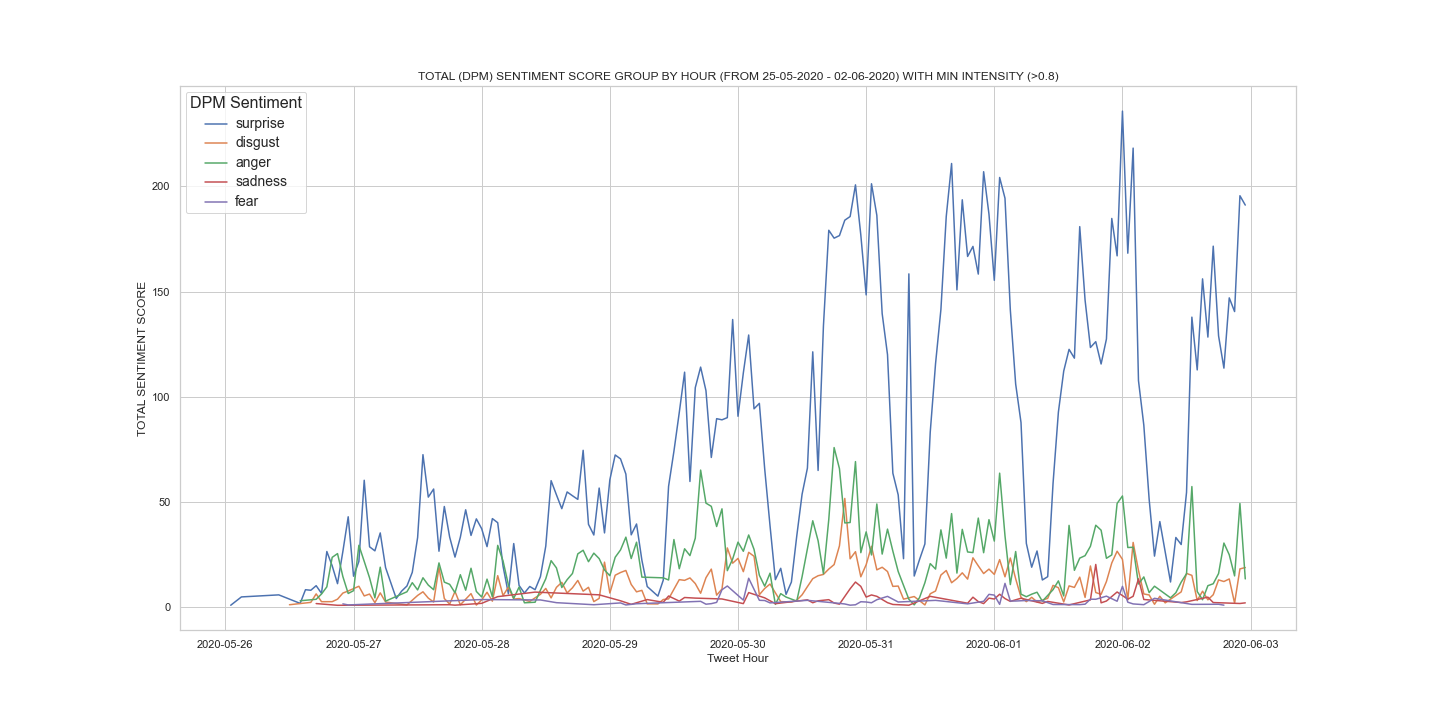 TOTAL (DPM) SENTIMENT SCORE GROUP BY HOUR (FROM 25-05-2020 - 02-06-2020) WITH MIN INTENSITY (>0.8)
DPM Sentiment
surprise
disgust
anger
sadness
fear
TOTAL SENTIMENT SCORE
200
150
100
50
0
2020-05-26 2020-05-27 2020-05-28 2020-05-29 2020-05-30 2020-05-31 2020-06-01 2020-06-02 2020-06-03
Tweet Hour